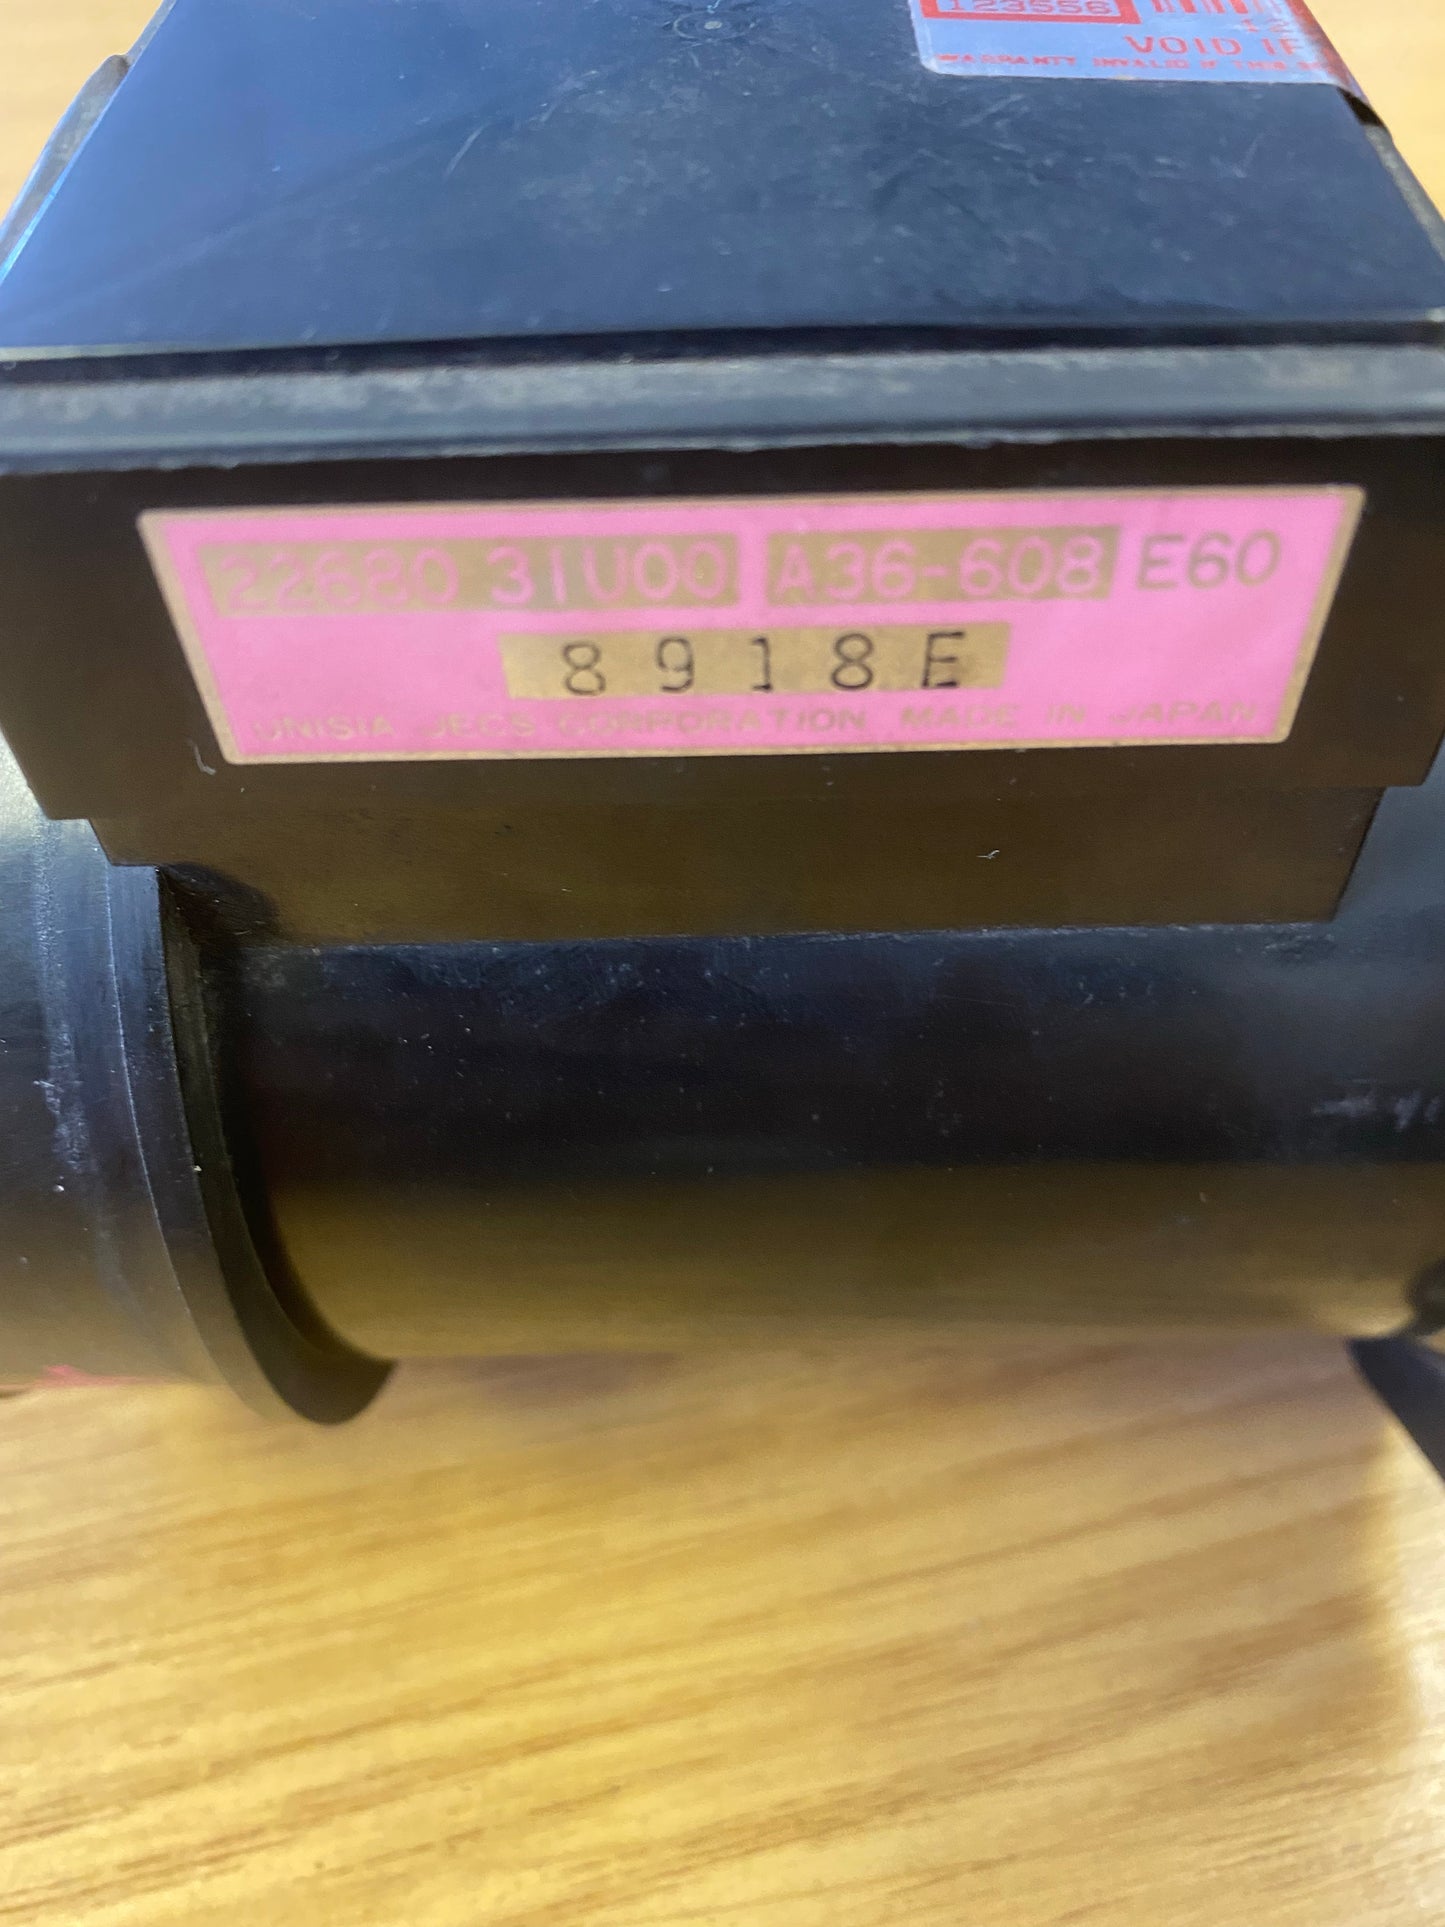 123556
VOID IF
WARRANTY INVALID IF THIS
22680 31U00 A36-608 E60
8918E
UNISIA JECS CORPORATION MADE IN JAPAN